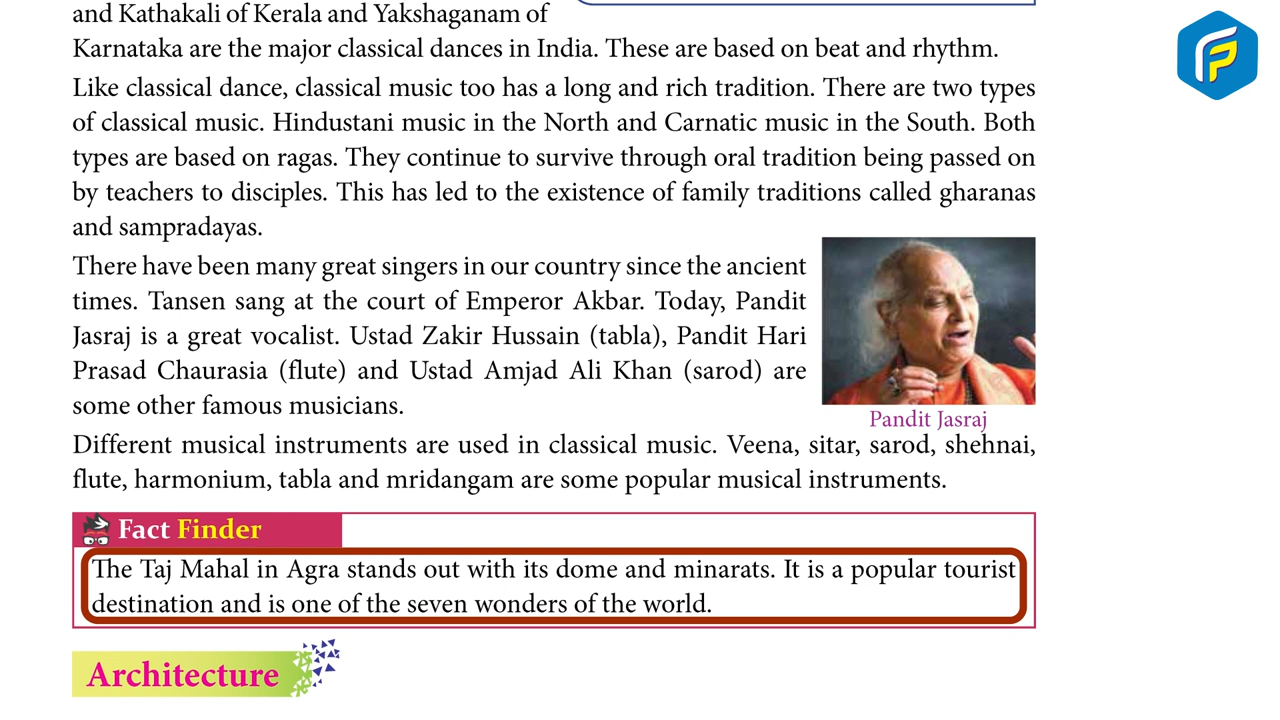 and Kathakali of Kerala and Yakshaganam of
Karnataka are the major classical dances in India. These are based on beat and rhythm.
Like classical dance, classical music too has a long and rich tradition. There are two types
of classical music. Hindustani music in the North and Carnatic music in the South. Both
types are based on ragas. They continue to survive through oral tradition being passed on
by teachers to disciples. This has led to the existence of family traditions called gharanas
and sampradayas.
There have been many great singers in our country since the ancient
times. Tansen sang at the court of Emperor Akbar. Today, Pandit
Jasraj is a great vocalist. Ustad Zakir Hussain (tabla), Pandit Hari
Prasad Chaurasia (flute) and Ustad Amjad Ali Khan (sarod) are
some other famous musicians.
Pandit Jasraj
Different musical instruments are used in classical music. Veena, sitar, sarod, shehnai,
flute, harmonium, tabla and mridangam are some popular musical instruments.
Fact Finder
The Taj Mahal in Agra stands out with its dome and minarats. It is a popular tourist
destination and is one of the seven wonders of the world.
Architecture